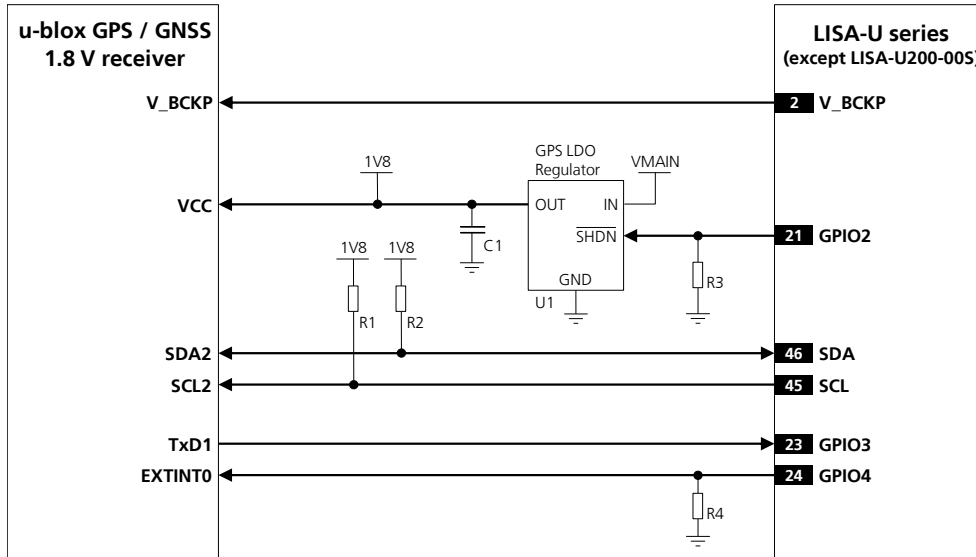 u-blox GPS / GNSS
1.8 V receiver
LISA-U series
(except LISA-U200-00S)
V_BCKP
2 V_BCKP
GPS LDO
Regulator
VMAIN
1V8
VCC
OUT
IN
C1
SHDN
21 GPIO2
1V8
1V8
GND
R3
U1
R1
R2
SDA2
46 SDA
SCL2
45 SCL
TxD1
23 GPIO3
EXTINT0
24 GPIO4
R4